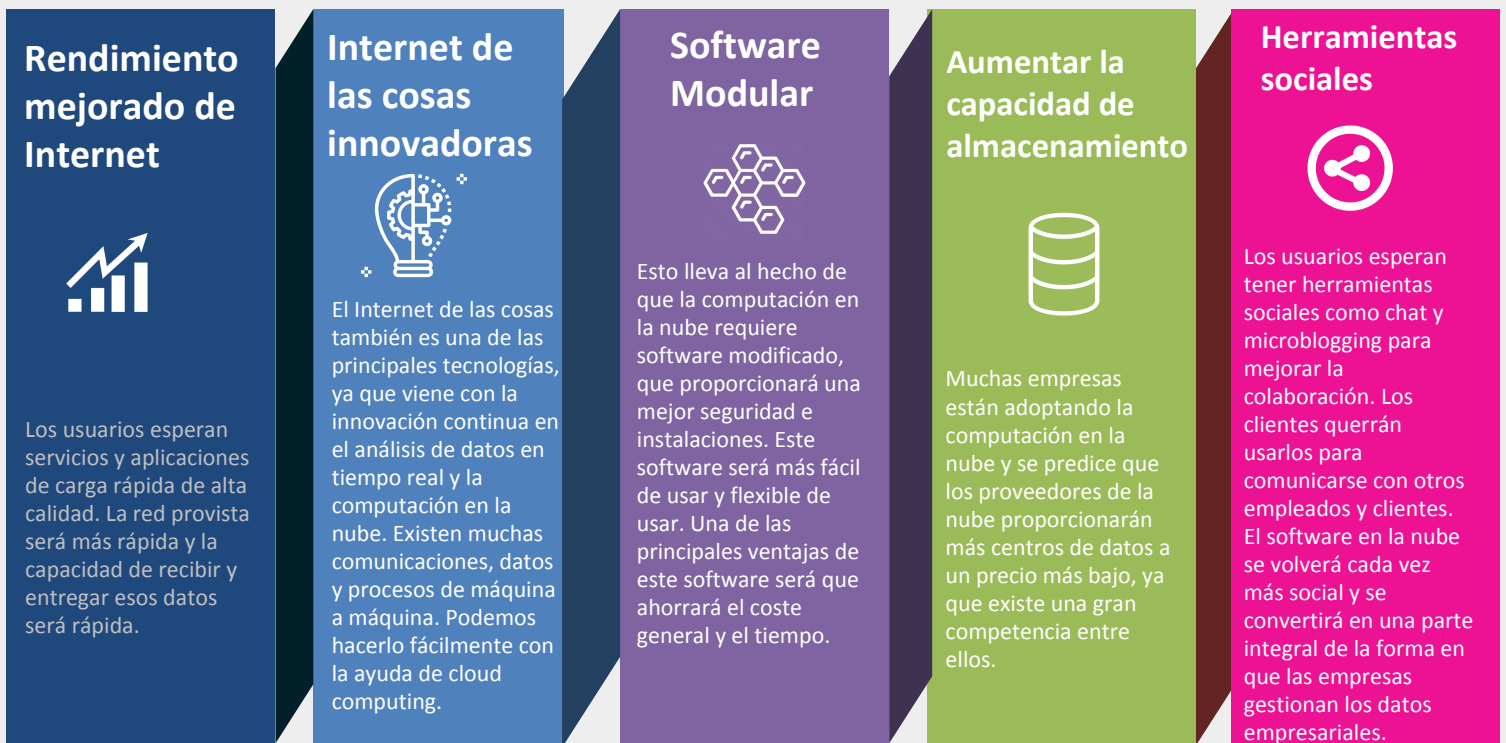 Rendimiento
mejorado de
Internet
Los usuarios esperan
servicios y aplicaciones
de carga rápida de alta
calidad. La red provista
será más rápida y la
capacidad de recibir y
entregar esos datos
será rápida.
Internet de
las cosas
innovadoras
El Internet de las cosas
también es una de las
principales tecnologías,
ya que viene con la
innovación continua en
el análisis de datos en
tiempo real y la
computación en la
nube. Existen muchas
comunicaciones, datos
y procesos de máquina
a máquina. Podemos
hacerlo fácilmente con
la ayuda de cloud
computing.
Software
Modular
Esto lleva al hecho de
que la computación en
la nube requiere
software modificado,
que proporcionará una
mejor seguridad e
instalaciones. Este
software será más fácil
de usar y flexible de
usar. Una de las
principales ventajas de
este software será que
ahorrará el coste
general y el tiempo.
Aumentar la
capacidad de
almacenamiento
Muchas empresas
están adoptando la
computación en la
nube y se predice que
los proveedores de la
nube proporcionarán
más centros de datos a
un precio más bajo, ya
que existe una gran
competencia entre
ellos.
Herramientas
sociales
Los usuarios esperan
tener herramientas
sociales como chat y
microblogging para
mejorar la
colaboración. Los
clientes querrán
usarlos para
comunicarse con otros
empleados y clientes.
El software en la nube
se volverá cada vez
más social y se
convertirá en una parte
integral de la forma en
que las empresas
gestionan los datos
empresariales.